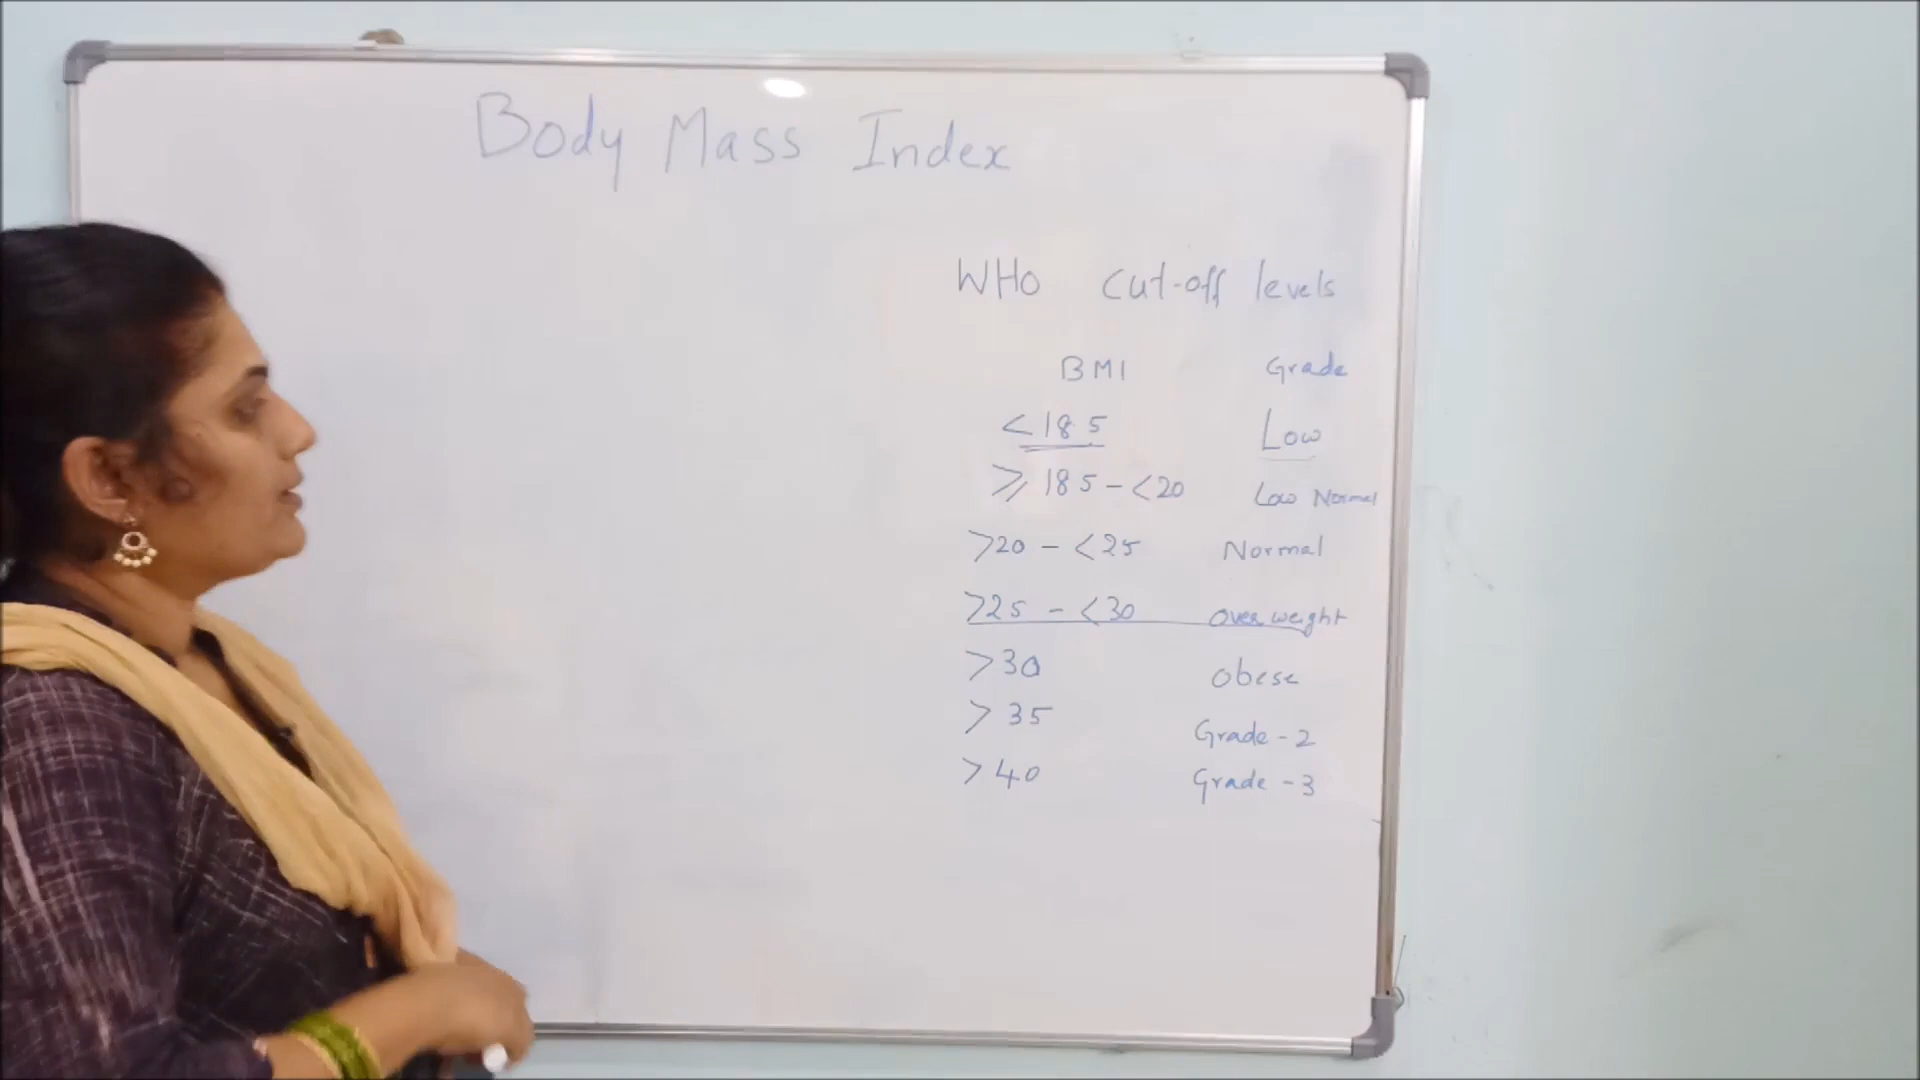 Body Mass Index
WHO cut-off levels
BMI Grade
<18.5 Low
≥ 18.5 - <20 Low Normal
>20 - <25 Normal
>25 - <30 Over weight
>30 obese
>35 Grade - 2
>40 Grade - 3